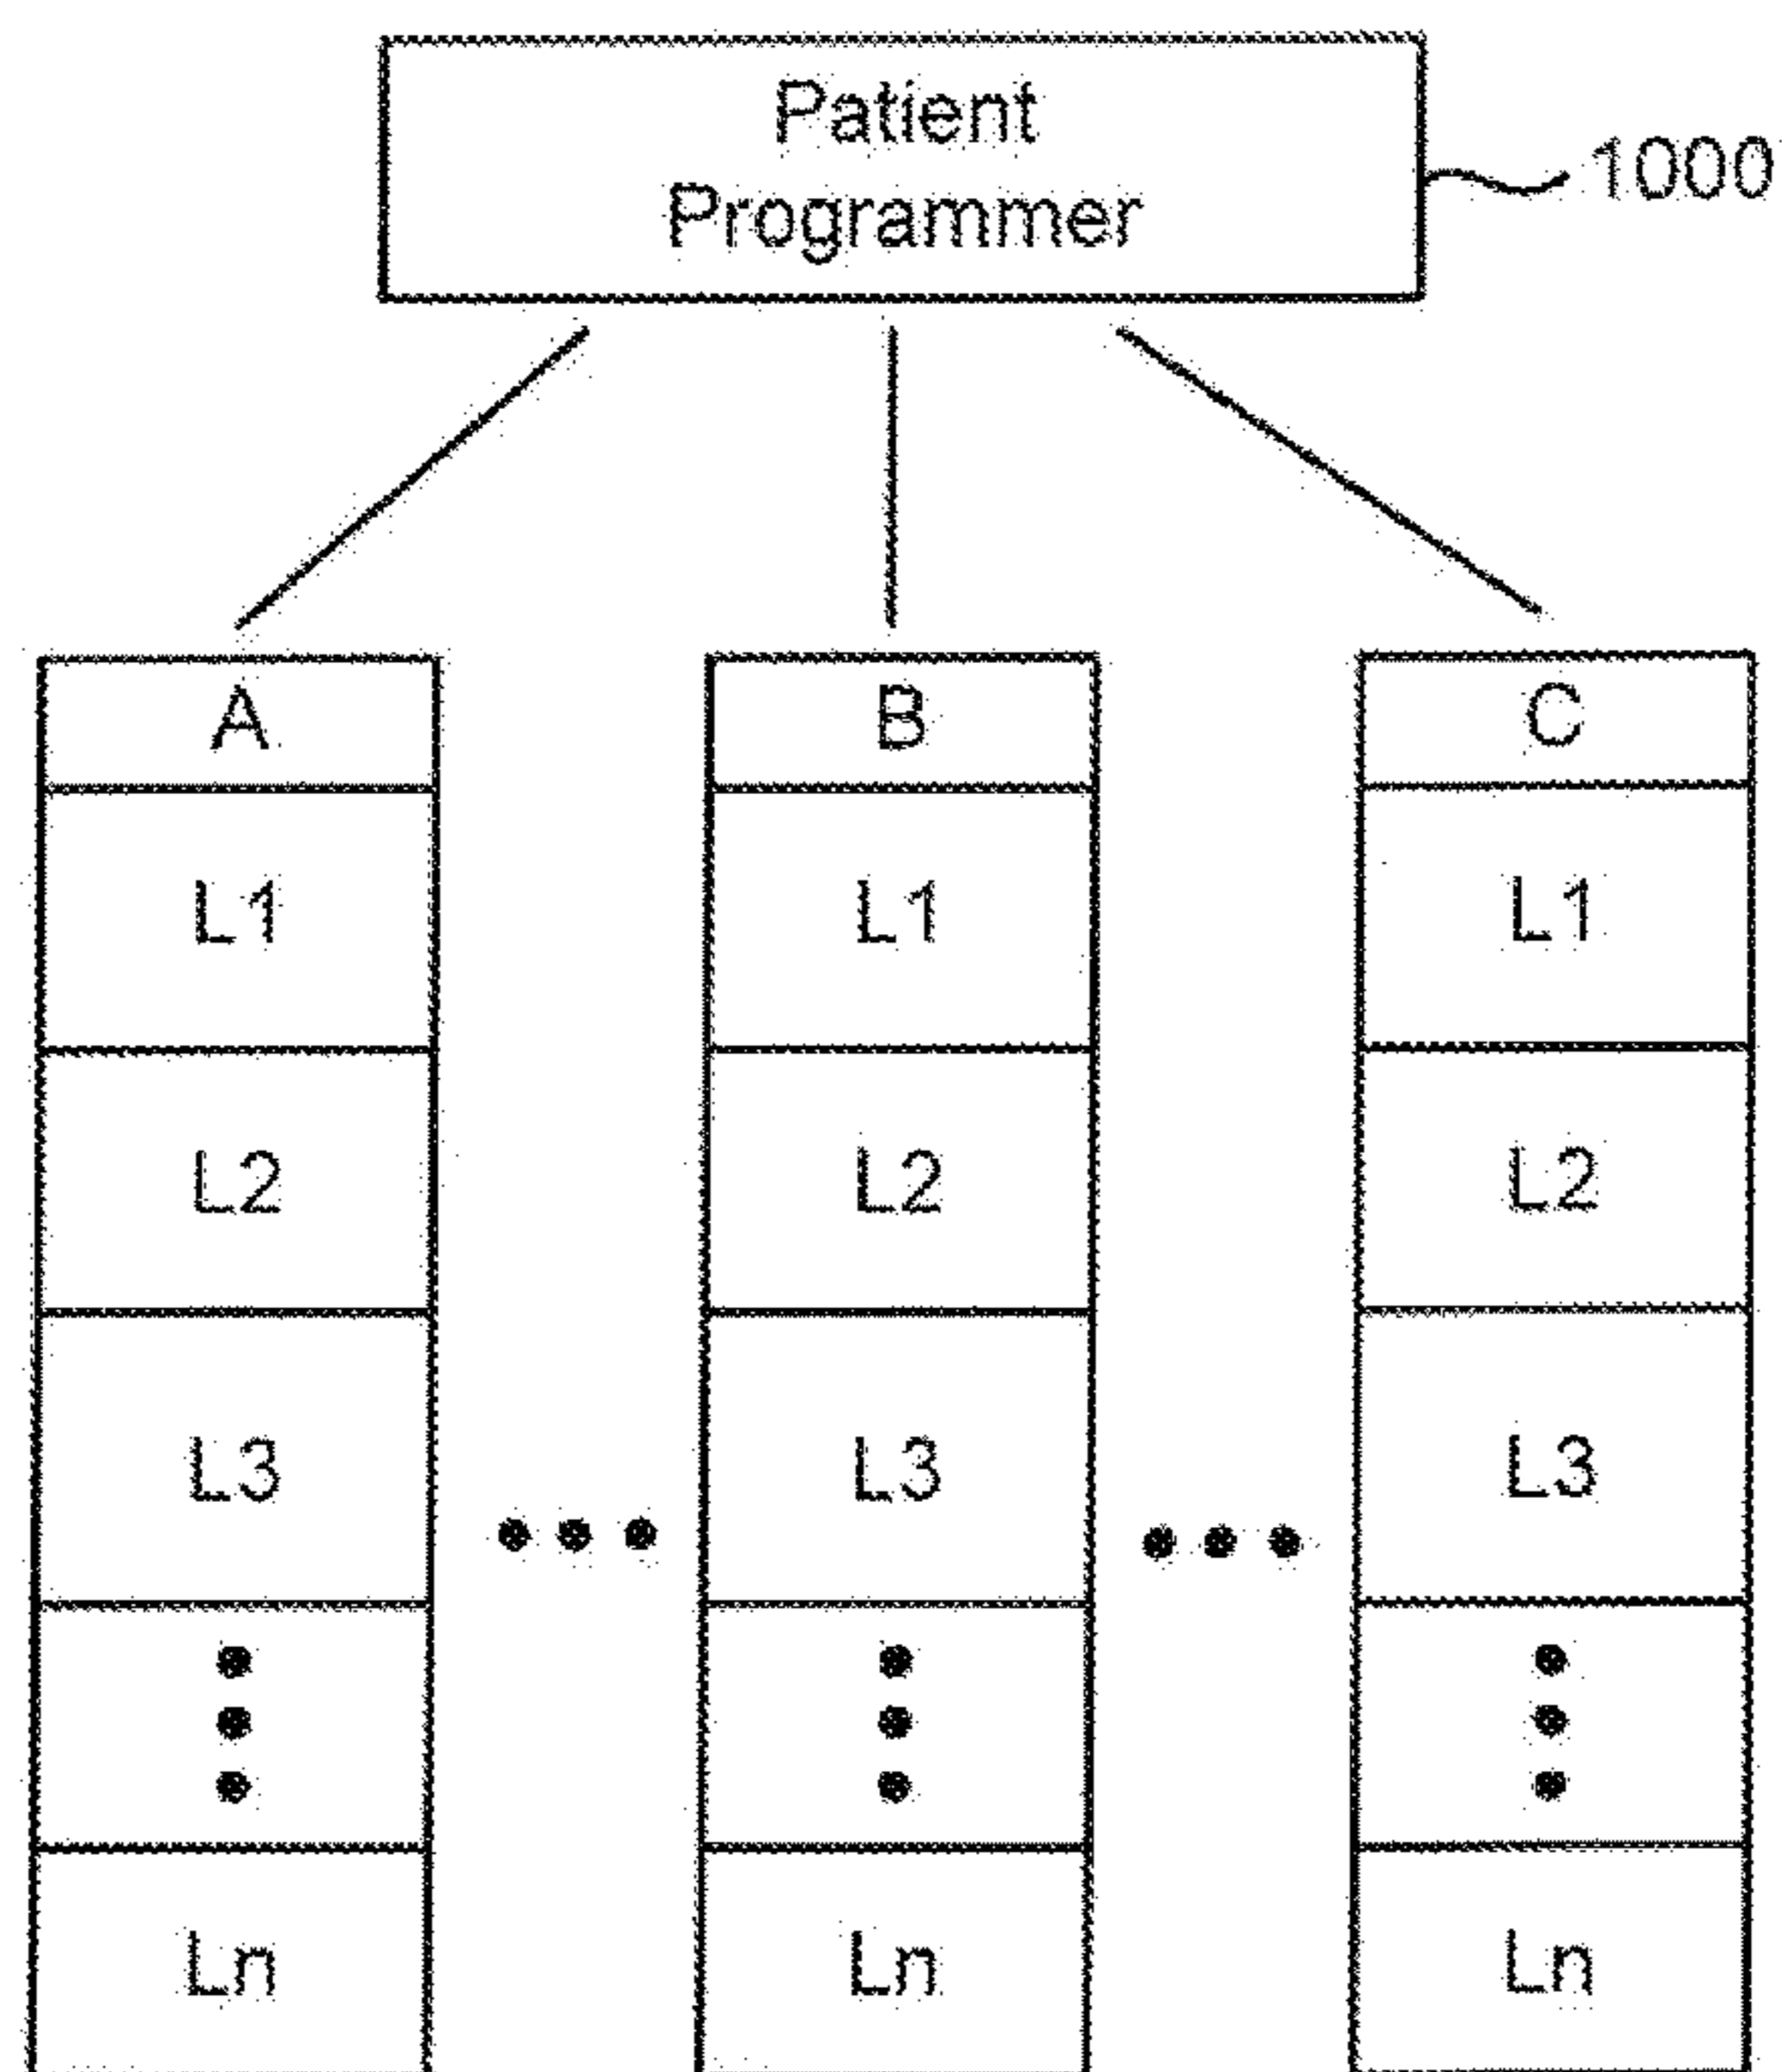 Patient
Programmer
1000
A B C
L1 L1 L1
L2 L2 L2
L3 L3 L3
Ln Ln Ln